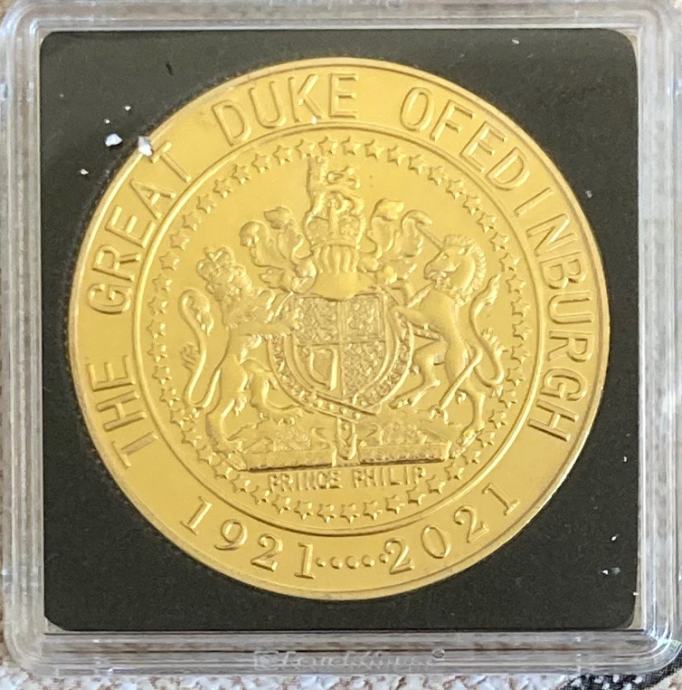 THE GREAT DUKE OFEDINBURGH
PRINCE PHILIP
1921.....2021